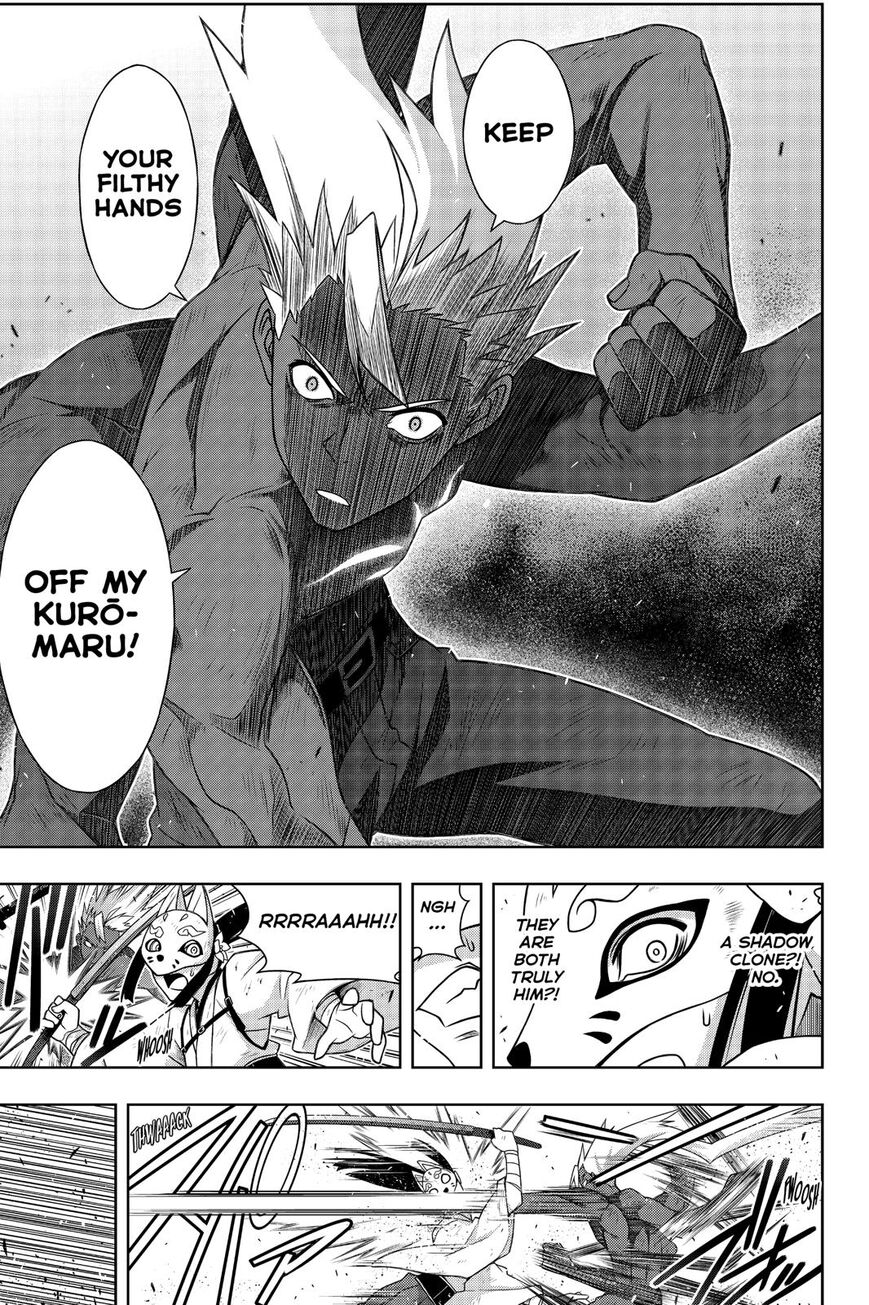 KEEP
YOUR
FILTHY
HANDS
OFF MY
KURŌ-
MARU!
A SHADOW
CLONE?!
NO.
THEY
ARE
BOTH
TRULY
HIM?!
NGH
...
RRRRAAAHH!!
WHOOSH
FWOOSH
THWAAACK